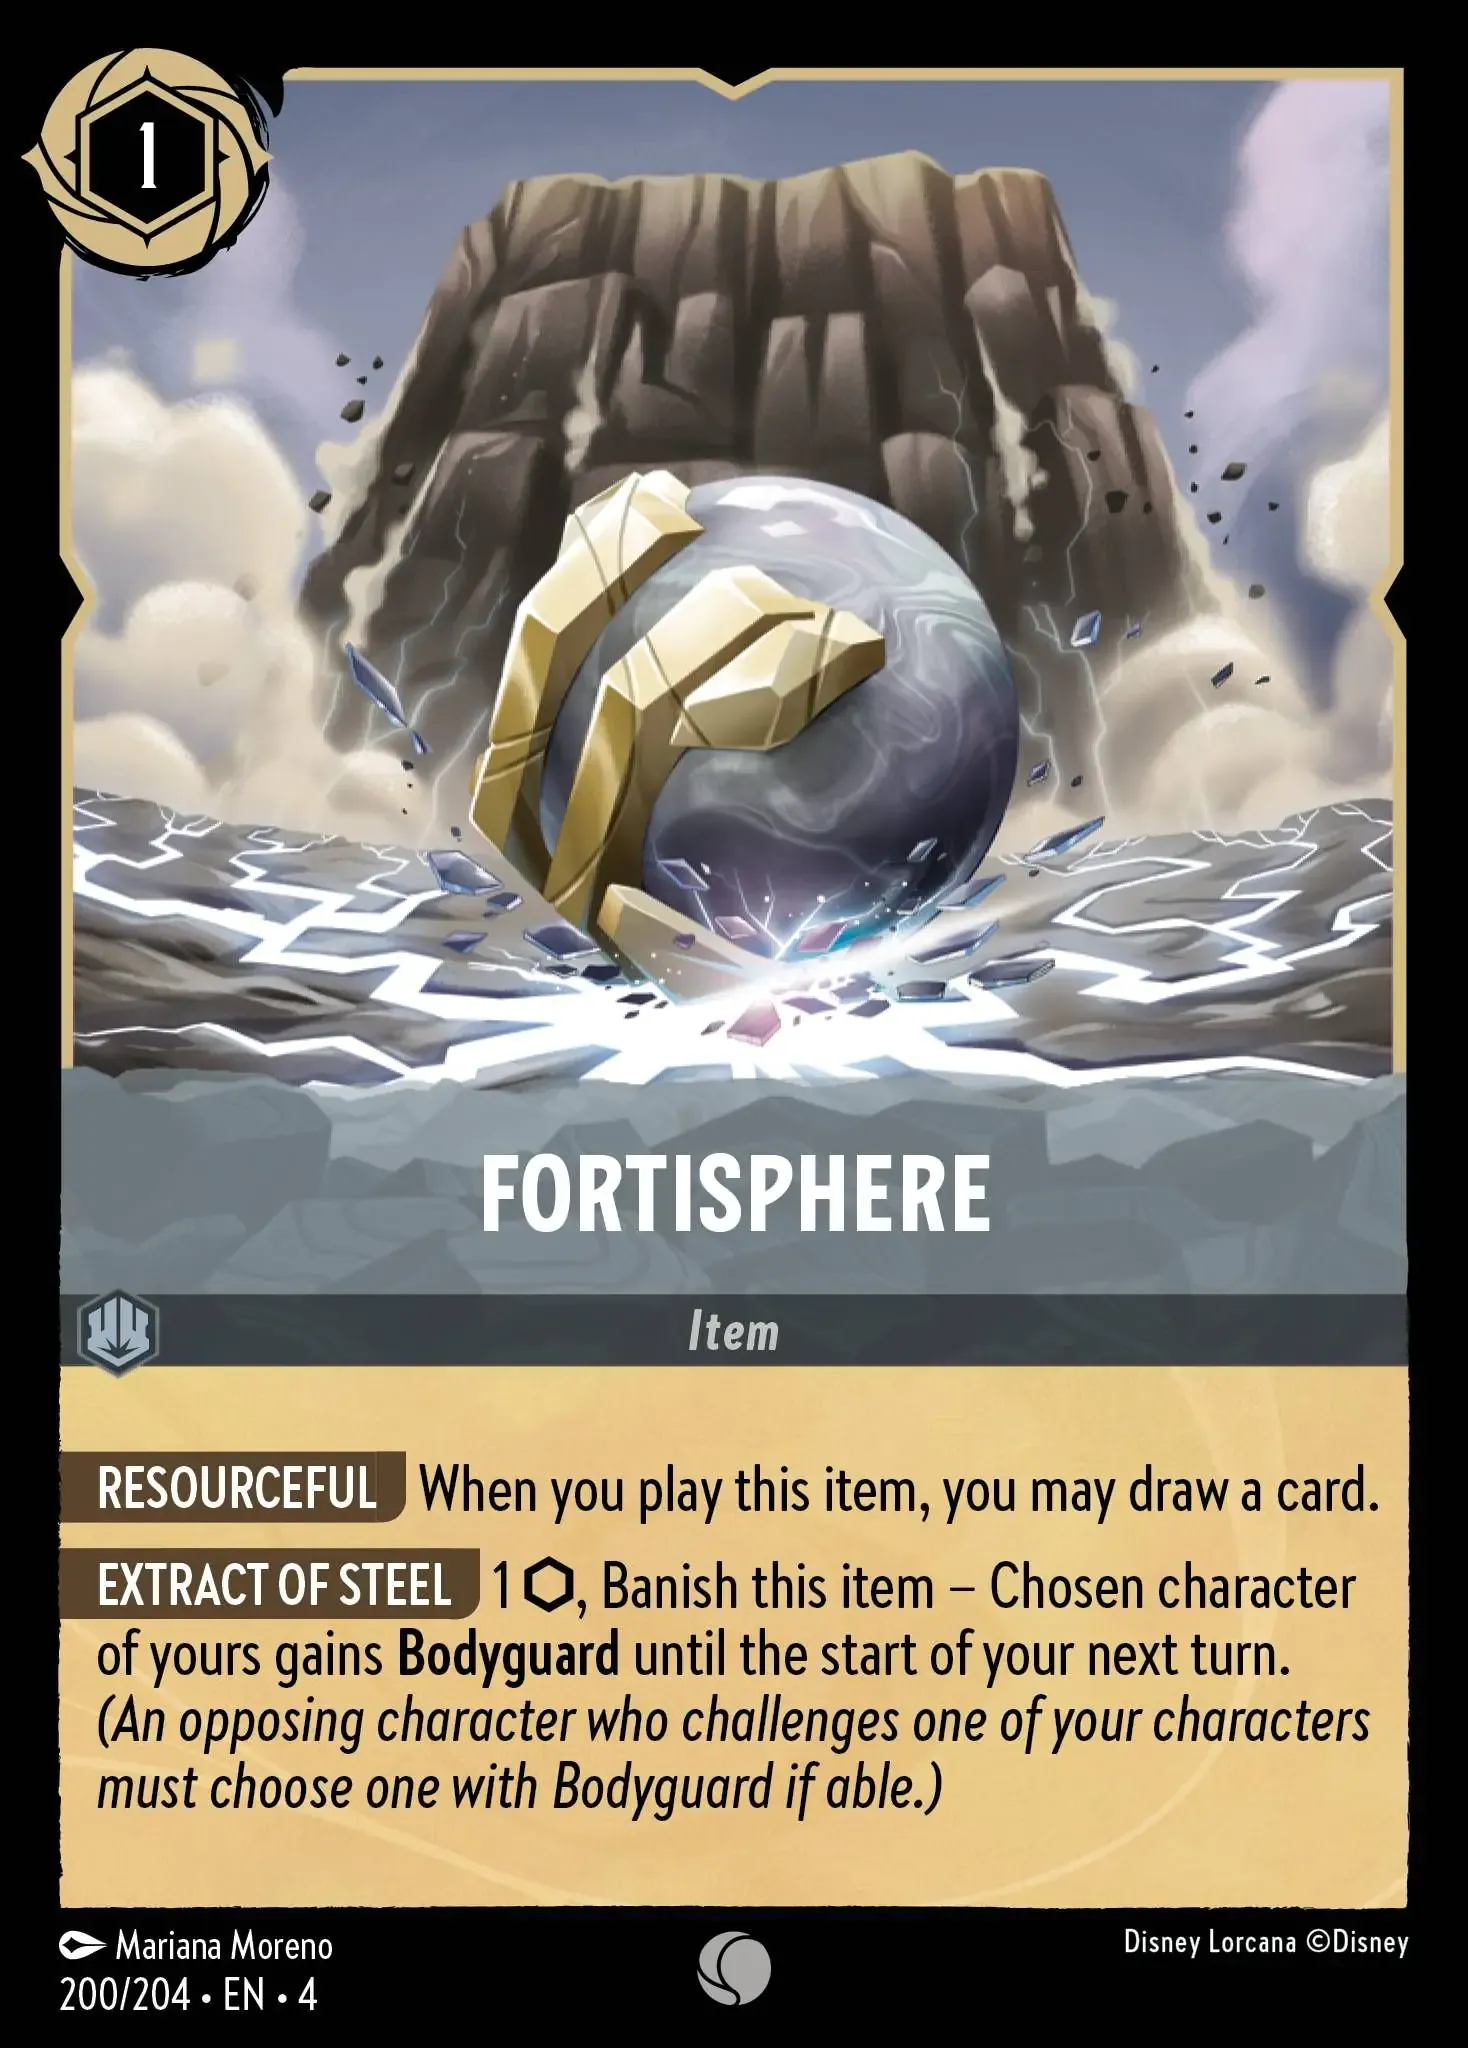 1
FORTISPHERE
Item
RESOURCEFUL When you play this item, you may draw a card.
EXTRACT OF STEEL 1 ⬡, Banish this item – Chosen character
of yours gains Bodyguard until the start of your next turn.
(An opposing character who challenges one of your characters
must choose one with Bodyguard if able.)
Mariana Moreno
Disney Lorcana ©Disney
200/204 • EN • 4